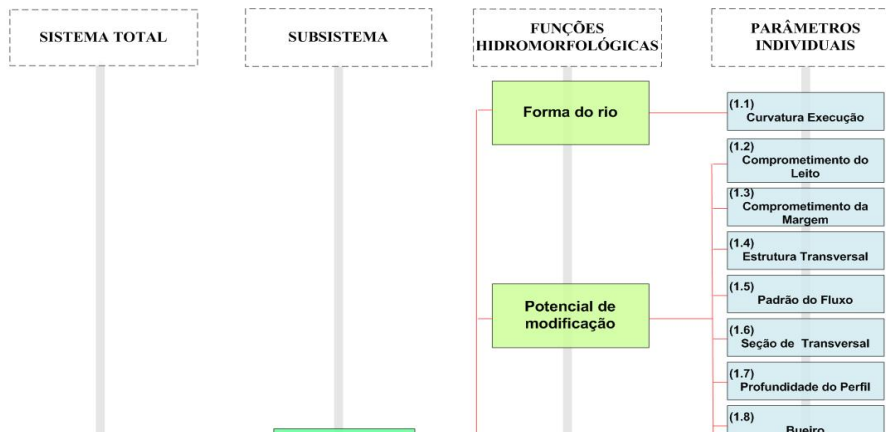 SISTEMA TOTAL
SUBSISTEMA
FUNÇÕES
HIDROMORFOLÓGICAS
PARÂMETROS
INDIVIDUAIS
Forma do rio
(1.1)
Curvatura Execução
(1.2)
Comprometimento do
Leito
(1.3)
Comprometimento da
Margem
(1.4)
Estrutura Transversal
Potencial de
modificação
(1.5)
Padrão do Fluxo
(1.6)
Seção de Transversal
(1.7)
Profundidade do Perfil
(1.8)
Bueiro